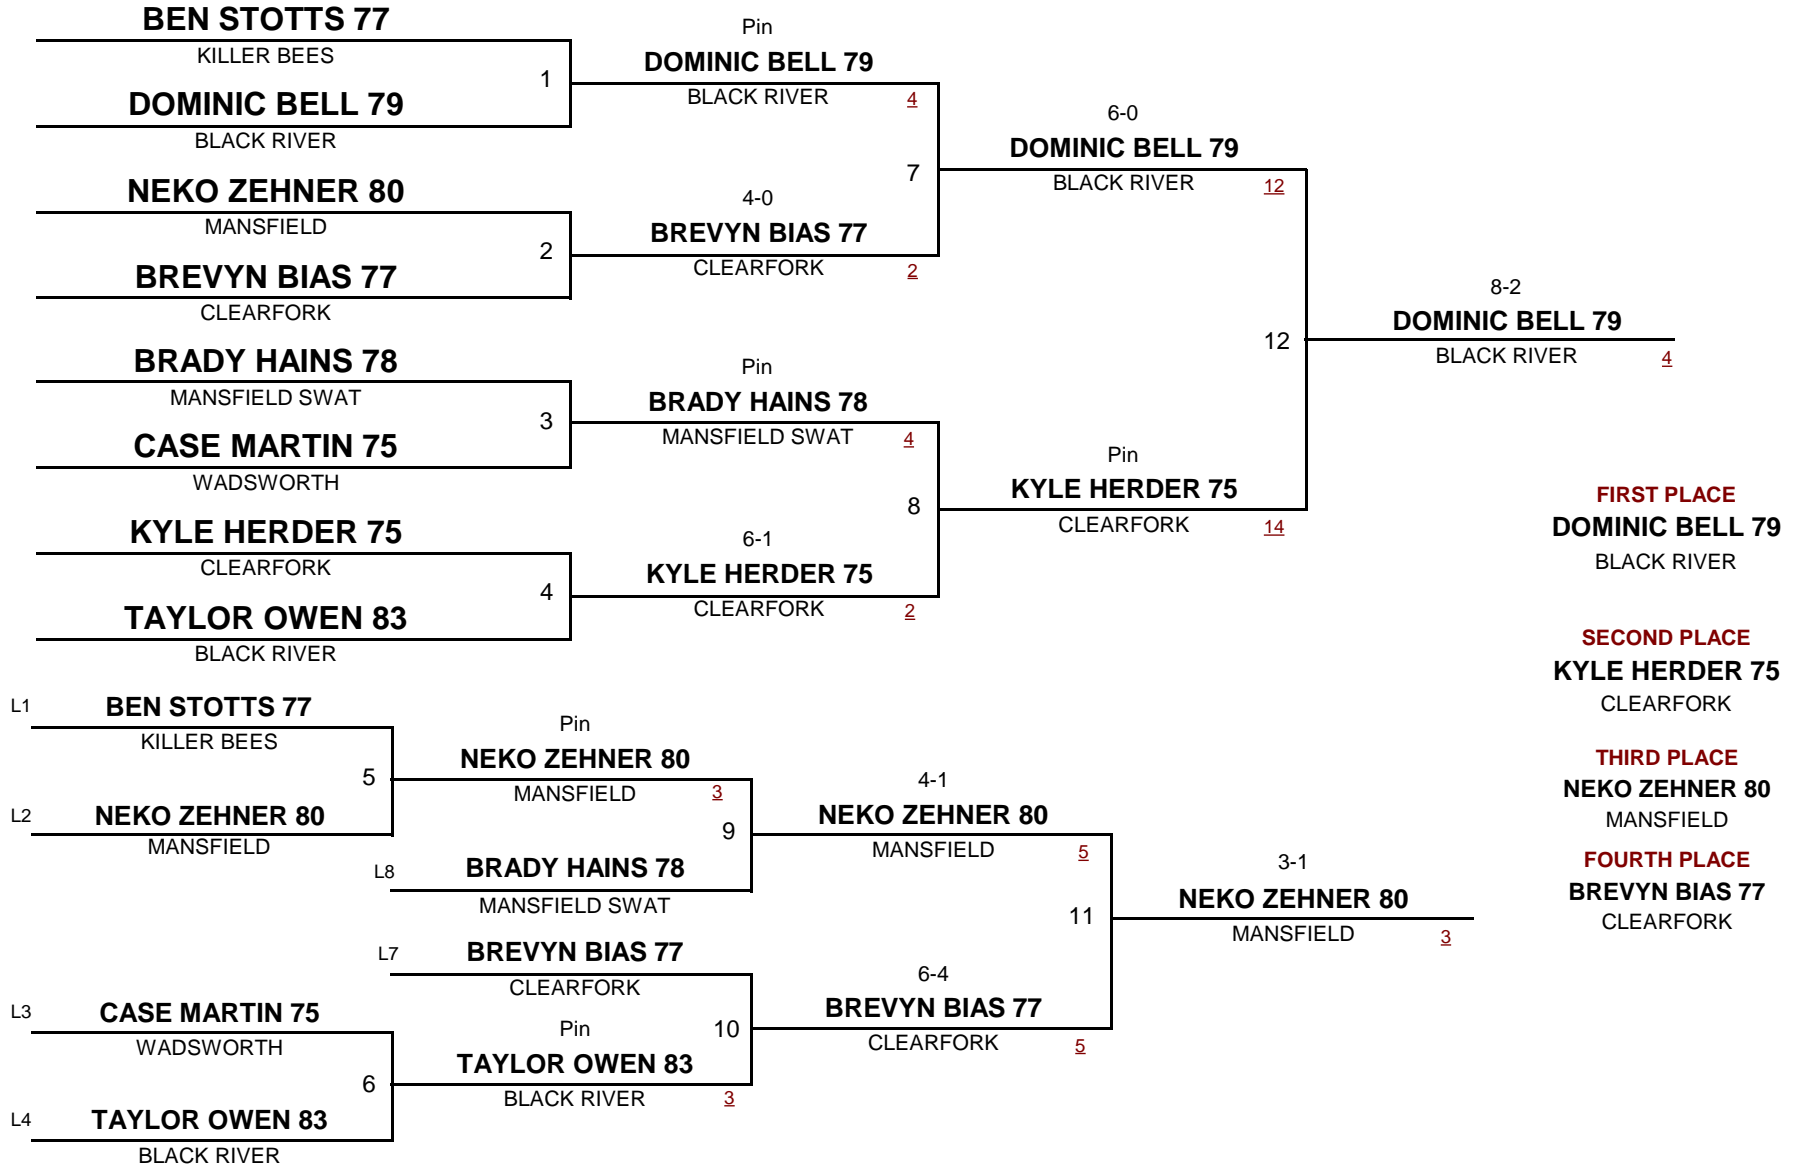 BEN STOTTS 77
KILLER BEES
1
DOMINIC BELL 79
BLACK RIVER
NEKO ZEHNER 80
MANSFIELD
2
BREVYN BIAS 77
CLEARFORK
BRADY HAINS 78
MANSFIELD SWAT
3
CASE MARTIN 75
WADSWORTH
KYLE HERDER 75
CLEARFORK
4
TAYLOR OWEN 83
BLACK RIVER
Pin
DOMINIC BELL 79
BLACK RIVER 4
7
4-0
BREVYN BIAS 77
CLEARFORK 2
Pin
BRADY HAINS 78
MANSFIELD SWAT 4
8
6-1
KYLE HERDER 75
CLEARFORK 2
6-0
DOMINIC BELL 79
BLACK RIVER 12
12
Pin
KYLE HERDER 75
CLEARFORK 14
8-2
DOMINIC BELL 79
BLACK RIVER 4
FIRST PLACE
DOMINIC BELL 79
BLACK RIVER
SECOND PLACE
KYLE HERDER 75
CLEARFORK
THIRD PLACE
NEKO ZEHNER 80
MANSFIELD
FOURTH PLACE
BREVYN BIAS 77
CLEARFORK
L1 BEN STOTTS 77
KILLER BEES
5
L2 NEKO ZEHNER 80
MANSFIELD
L3 CASE MARTIN 75
WADSWORTH
6
L4 TAYLOR OWEN 83
BLACK RIVER
Pin
NEKO ZEHNER 80
MANSFIELD 3
9
L8 BRADY HAINS 78
MANSFIELD SWAT
L7 BREVYN BIAS 77
CLEARFORK
Pin 10
TAYLOR OWEN 83
BLACK RIVER 3
4-1
NEKO ZEHNER 80
MANSFIELD 5
11
6-4
BREVYN BIAS 77
CLEARFORK 5
3-1
NEKO ZEHNER 80
MANSFIELD 3